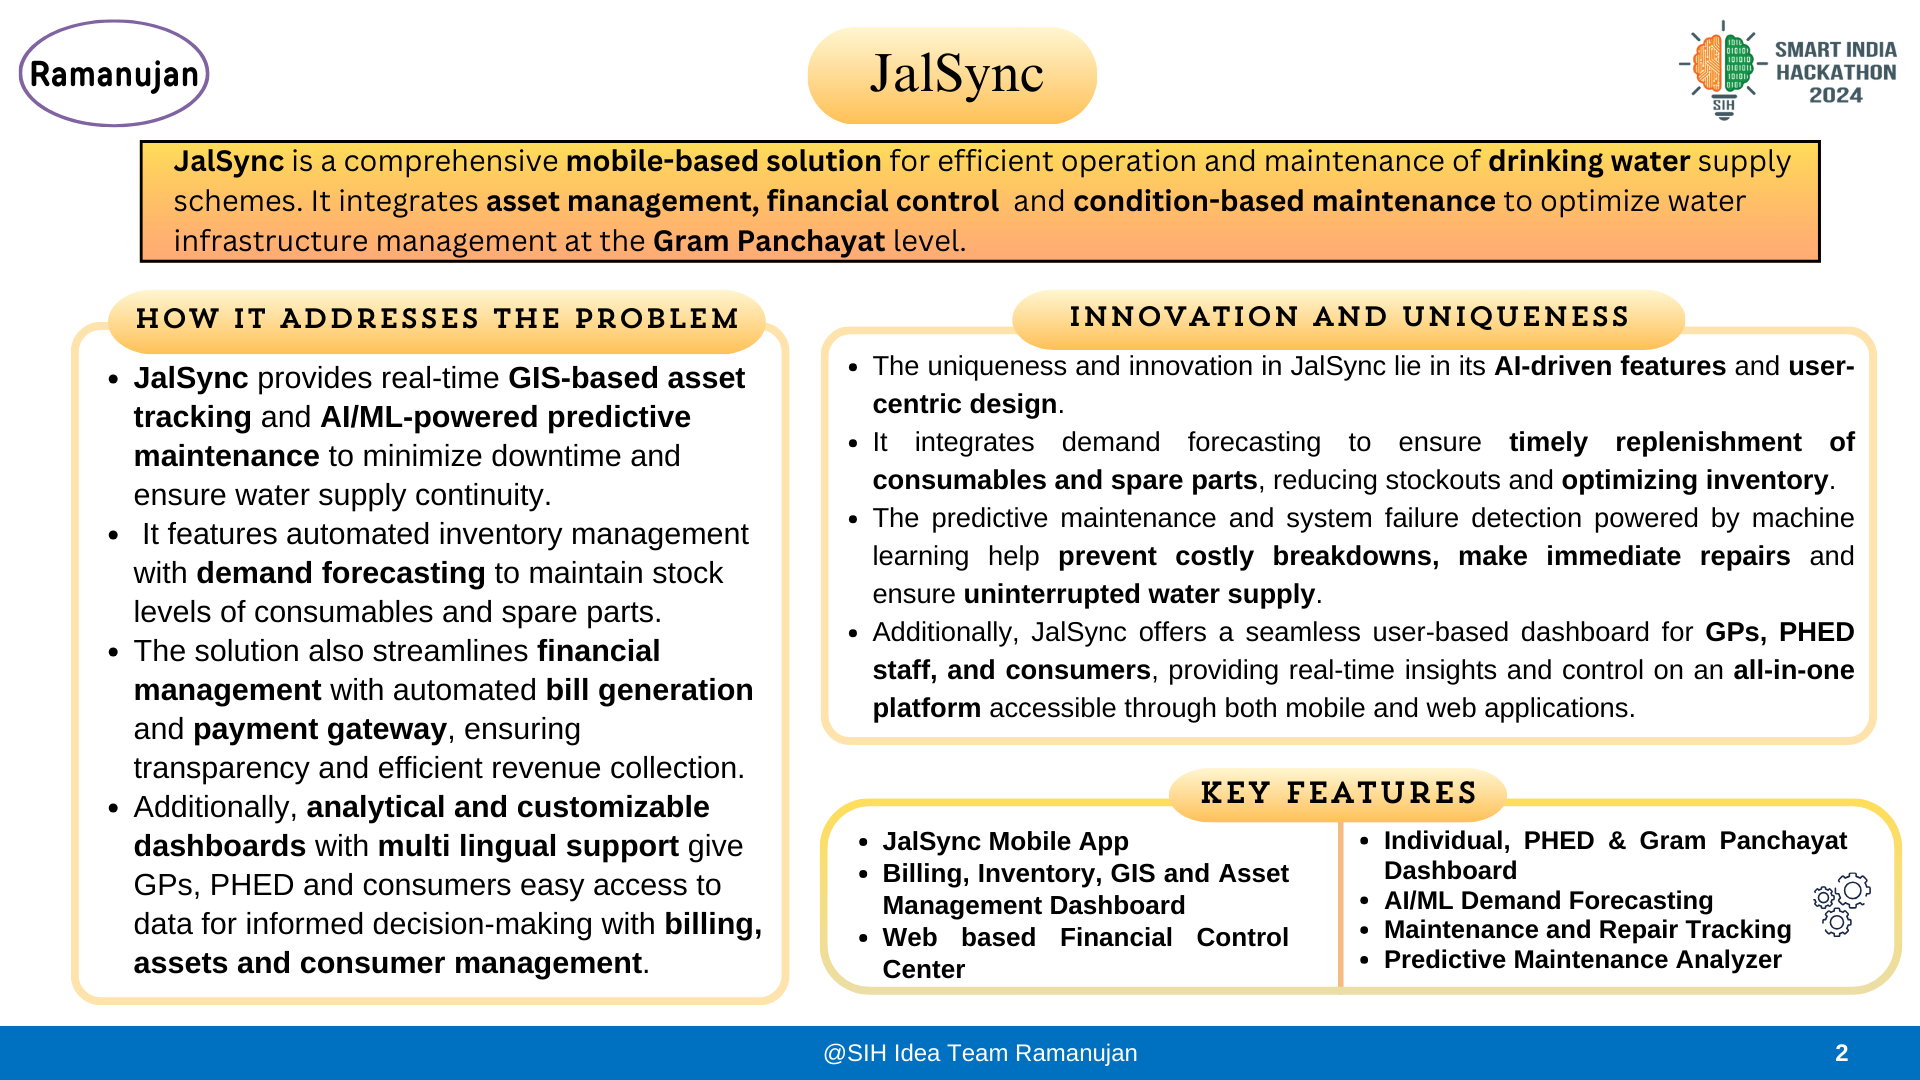 Ramanujan
JalSync
SMART INDIA
HACKATHON
2024
SIH
JalSync is a comprehensive mobile-based solution for efficient operation and maintenance of drinking water supply
schemes. It integrates asset management, financial control and condition-based maintenance to optimize water
infrastructure management at the Gram Panchayat level.
HOW IT ADDRESSES THE PROBLEM
• JalSync provides real-time GIS-based asset
tracking and AI/ML-powered predictive
maintenance to minimize downtime and
ensure water supply continuity.
• It features automated inventory management
with demand forecasting to maintain stock
levels of consumables and spare parts.
• The solution also streamlines financial
management with automated bill generation
and payment gateway, ensuring
transparency and efficient revenue collection.
• Additionally, analytical and customizable
dashboards with multi lingual support give
GPs, PHED and consumers easy access to
data for informed decision-making with billing,
assets and consumer management.
INNOVATION AND UNIQUENESS
• The uniqueness and innovation in JalSync lie in its AI-driven features and user-
centric design.
• It integrates demand forecasting to ensure timely replenishment of
consumables and spare parts, reducing stockouts and optimizing inventory.
• The predictive maintenance and system failure detection powered by machine
learning help prevent costly breakdowns, make immediate repairs and
ensure uninterrupted water supply.
• Additionally, JalSync offers a seamless user-based dashboard for GPs, PHED
staff, and consumers, providing real-time insights and control on an all-in-one
platform accessible through both mobile and web applications.
KEY FEATURES
• JalSync Mobile App
• Billing, Inventory, GIS and Asset
Management Dashboard
• Web based Financial Control
Center
• Individual, PHED & Gram Panchayat
Dashboard
• AI/ML Demand Forecasting
• Maintenance and Repair Tracking
• Predictive Maintenance Analyzer
@SIH Idea Team Ramanujan
2